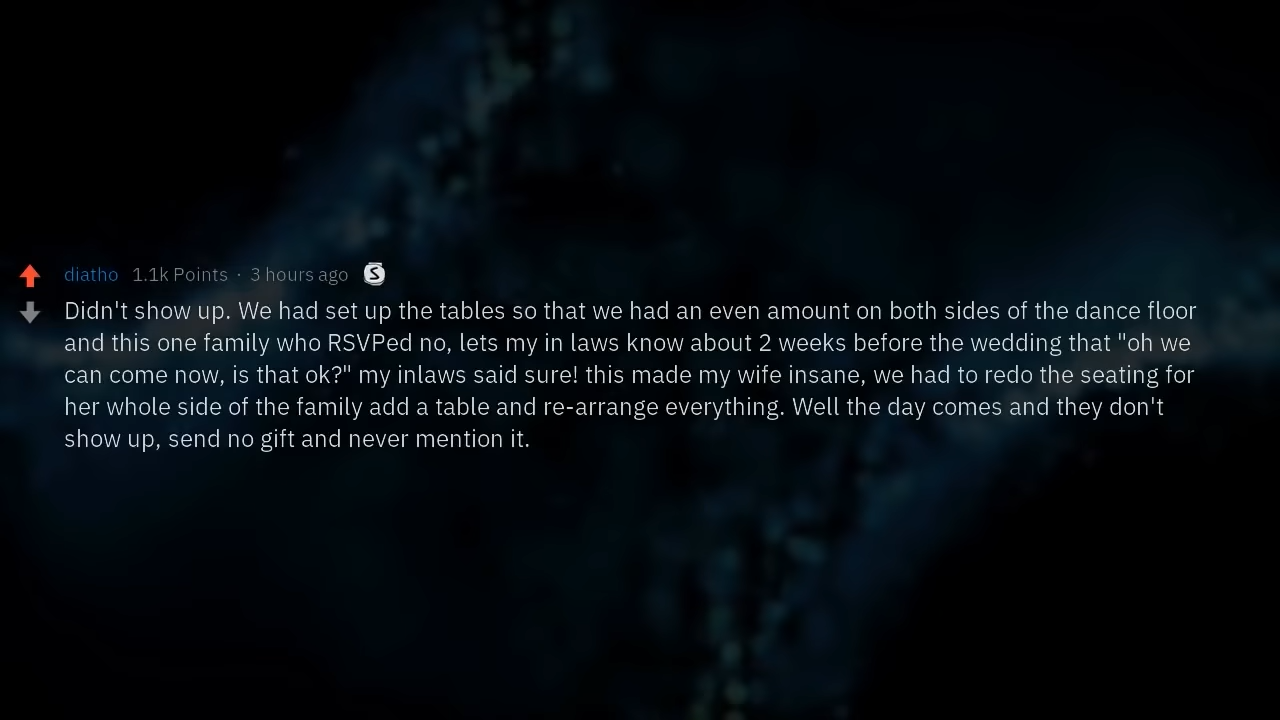 diatho 1.1k Points · 3 hours ago S
Didn't show up. We had set up the tables so that we had an even amount on both sides of the dance floor
and this one family who RSVPed no, lets my in laws know about 2 weeks before the wedding that "oh we
can come now, is that ok?" my inlaws said sure! this made my wife insane, we had to redo the seating for
her whole side of the family add a table and re-arrange everything. Well the day comes and they don't
show up, send no gift and never mention it.